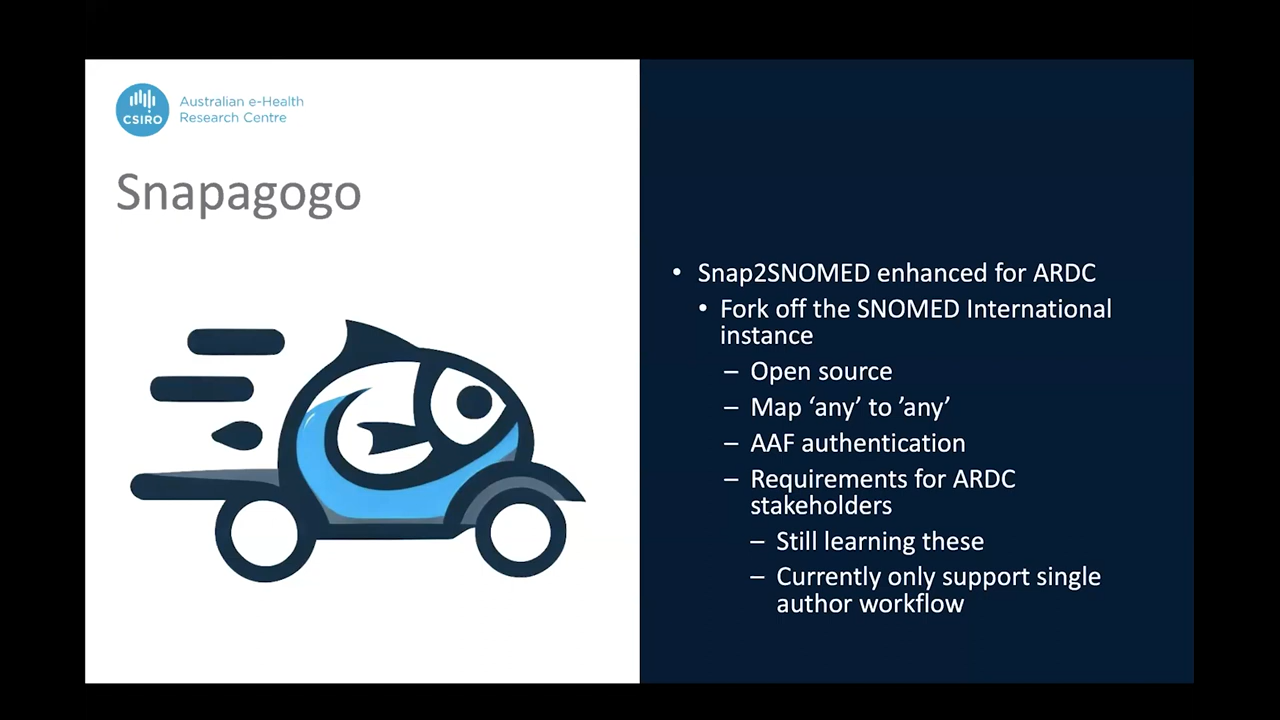 CSIRO
Australian e-Health
Research Centre
Snapagogo
• Snap2SNOMED enhanced for ARDC
• Fork off the SNOMED International
instance
– Open source
– Map ‘any’ to ’any’
– AAF authentication
– Requirements for ARDC
stakeholders
– Still learning these
– Currently only support single
author workflow